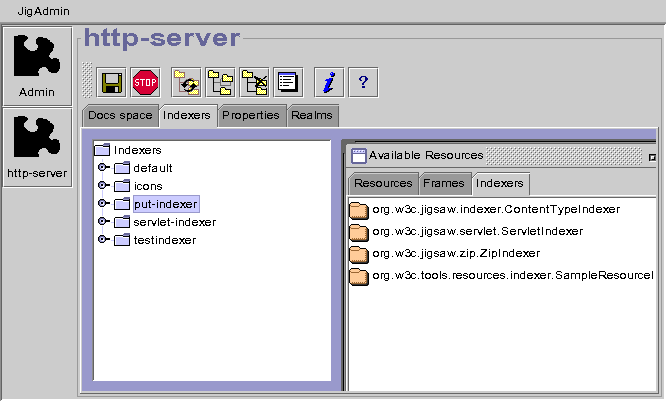 JigAdmin
http-server
STOP
i ?
Admin
http-server
Docs space Indexers Properties Realms
Indexers
default
icons
put-indexer
servlet-indexer
testindexer
Available Resources
Resources Frames Indexers
org.w3c.jigsaw.indexer.ContentTypeIndexer
org.w3c.jigsaw.servlet.ServletIndexer
org.w3c.jigsaw.zip.ZipIndexer
org.w3c.tools.resources.indexer.SampleResourceI